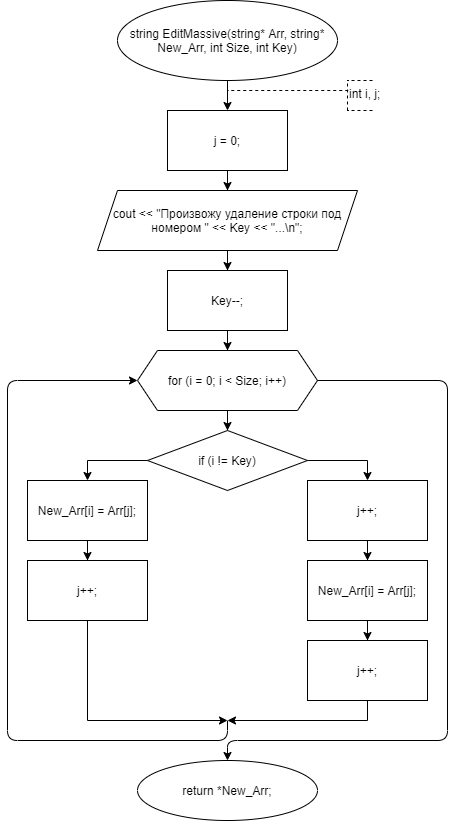 string EditMassive(string* Arr, string*
New_Arr, int Size, int Key)
int i, j;
j = 0;
cout << "Произвожу удаление строки под
номером " << Key << "...\n";
Key--;
for (i = 0; i < Size; i++)
if (i != Key)
New_Arr[i] = Arr[j];
j++;
j++;
New_Arr[i] = Arr[j];
j++;
return *New_Arr;